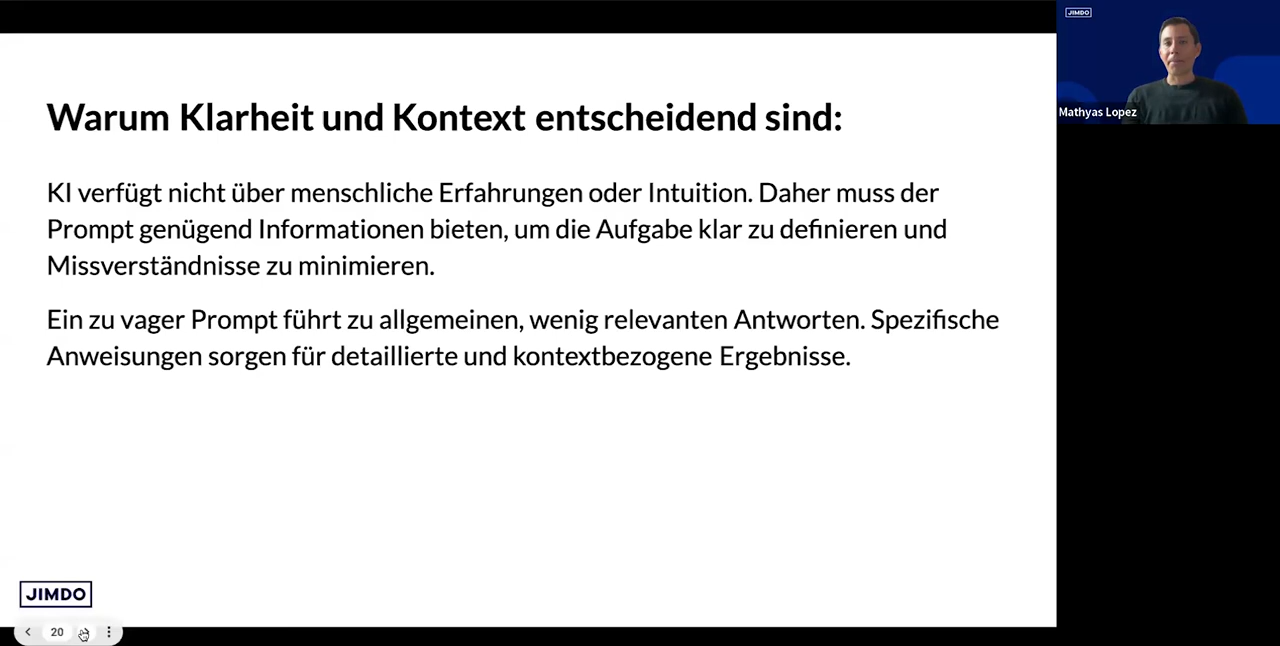 Warum Klarheit und Kontext entscheidend sind:
KI verfügt nicht über menschliche Erfahrungen oder Intuition. Daher muss der
Prompt genügend Informationen bieten, um die Aufgabe klar zu definieren und
Missverständnisse zu minimieren.
Ein zu vager Prompt führt zu allgemeinen, wenig relevanten Antworten. Spezifische
Anweisungen sorgen für detaillierte und kontextbezogene Ergebnisse.
JIMDO
20
JIMDO
Mathyas Lopez